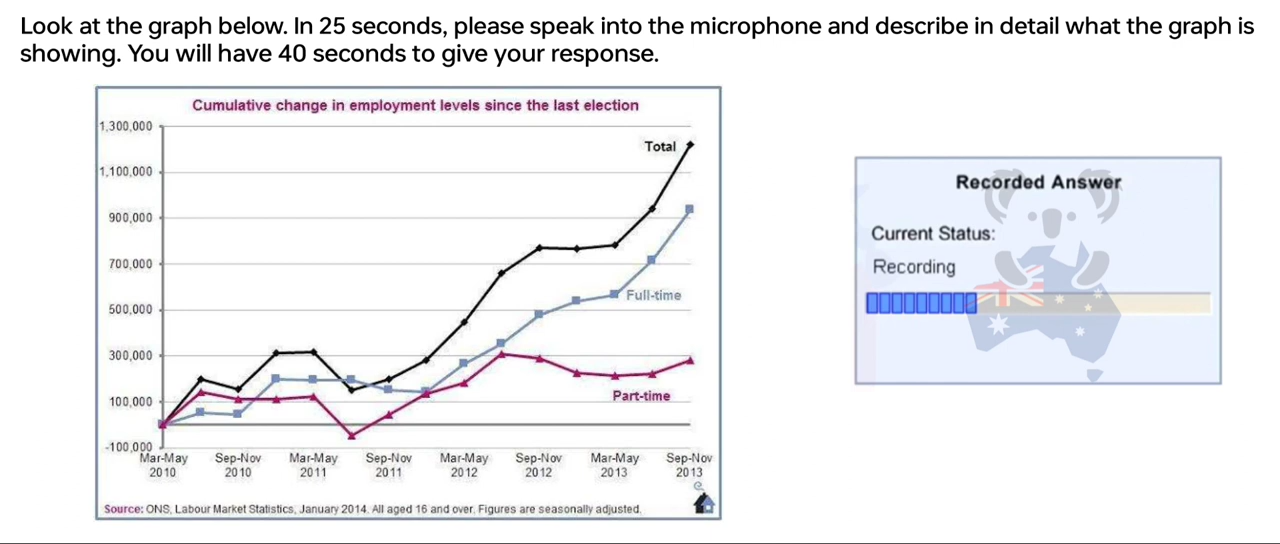 Look at the graph below. In 25 seconds, please speak into the microphone and describe in detail what the graph is
showing. You will have 40 seconds to give your response.
Cumulative change in employment levels since the last election
1,300,000
1,100,000
900,000
700,000
500,000
300,000
100,000
-100,000
Total
Full-time
Part-time
Mar-May 2010
Sep-Nov 2010
Mar-May 2011
Sep-Nov 2011
Mar-May 2012
Sep-Nov 2012
Mar-May 2013
Sep-Nov 2013
Source: ONS, Labour Market Statistics, January 2014. All aged 16 and over. Figures are seasonally adjusted.
Recorded Answer
Current Status:
Recording